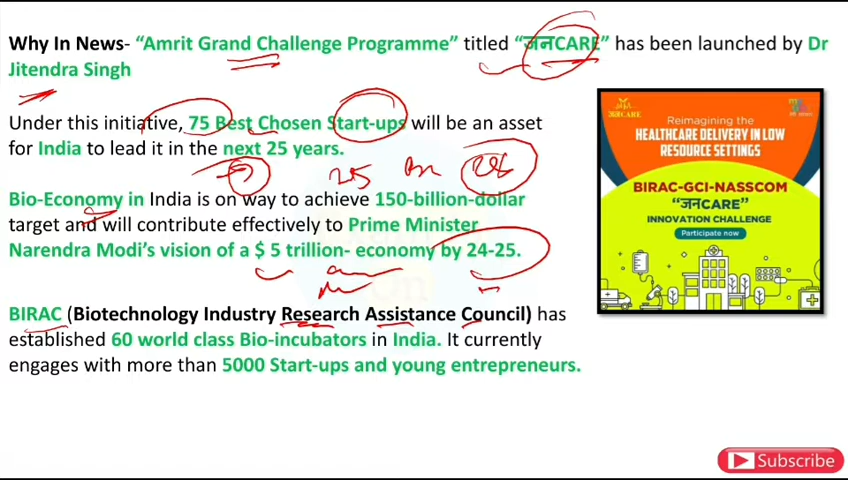 Why In News- “Amrit Grand Challenge Programme” titled “जनCARE” has been launched by Dr
Jitendra Singh
Under this initiative, 75 Best Chosen Start-ups will be an asset
for India to lead it in the next 25 years.
25
Bio-Economy in India is on way to achieve 150-billion-dollar
target and will contribute effectively to Prime Minister
Narendra Modi’s vision of a $ 5 trillion- economy by 24-25.
BIRAC (Biotechnology Industry Research Assistance Council) has
established 60 world class Bio-incubators in India. It currently
engages with more than 5000 Start-ups and young entrepreneurs.
जनCARE
Reimagining the
HEALTHCARE DELIVERY IN LOW
RESOURCE SETTINGS
BIRAC-GCI-NASSCOM
“जनCARE”
INNOVATION CHALLENGE
Participate now
Subscribe